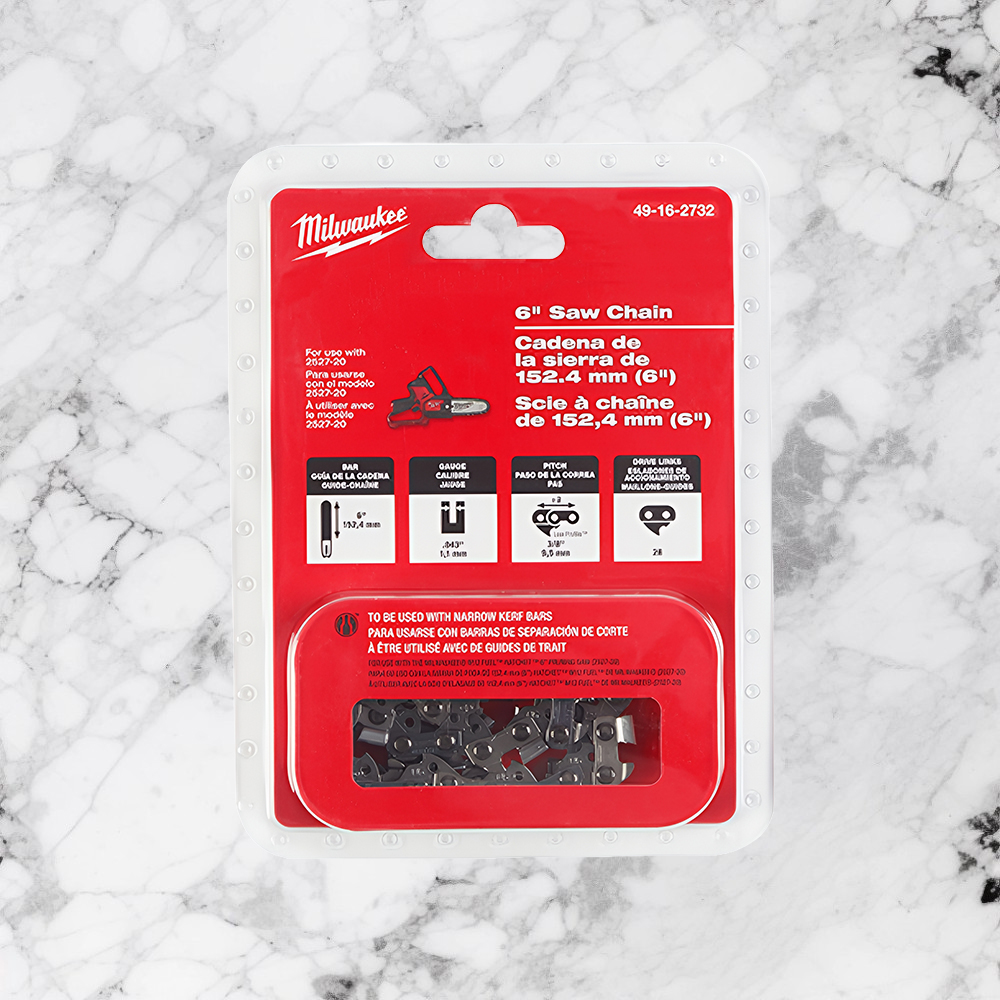 Milwaukee
49-16-2732
6" Saw Chain
Cadena de
la sierra de
152.4 mm (6")
Scie à chaîne
de 152,4 mm (6")
For use with
2527-20
Para usarse
con el modelo
2527-20
À utiliser avec
le modèle
2527-20
BAR
GUÍA DE LA CADENA
GUIDE-CHAÎNE
6"
152,4 mm
GAUGE
CALIBRE
JAUGE
.043"
1,1 mm
PITCH
PASO DE LA CORREA
PAS
3/8"
9,5 mm
DRIVE LINKS
ESLABONES DE
ACCIONAMIENTO
MAILLONS-GUIDES
28
TO BE USED WITH NARROW KERF BARS
PARA USARSE CON BARRAS DE SEPARACIÓN DE CORTE
À ÊTRE UTILISÉ AVEC DE GUIDES DE TRAIT